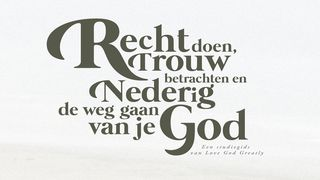 Recht doen,
Trouw
betrachten en
Nederig
de weg gaan
van je God
Een studiegids
van Love God Greatly